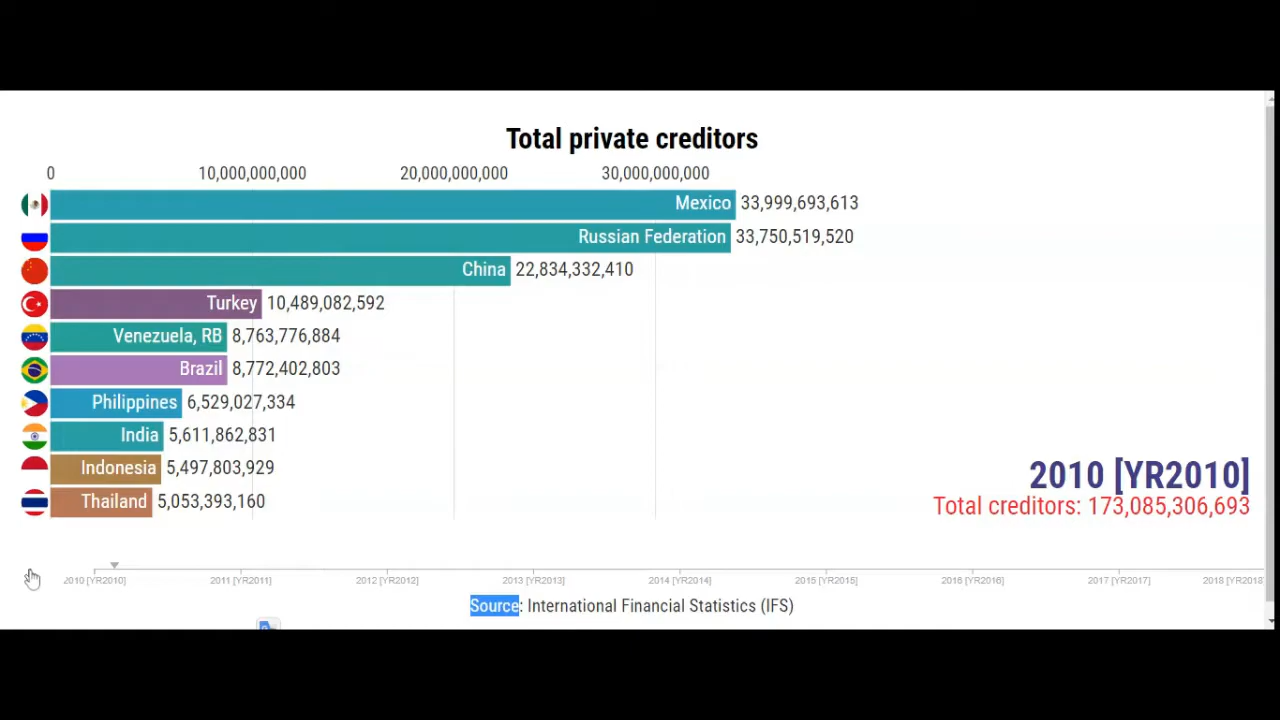 Total private creditors
0 10,000,000,000 20,000,000,000 30,000,000,000
Mexico 33,999,693,613
Russian Federation 33,750,519,520
China 22,834,332,410
Turkey 10,489,082,592
Venezuela, RB 8,763,776,884
Brazil 8,772,402,803
Philippines 6,529,027,334
India 5,611,862,831
Indonesia 5,497,803,929
Thailand 5,053,393,160
2010 [YR2010]
Total creditors: 173,085,306,693
2010 [YR2010] 2011 [YR2011] 2012 [YR2012] 2013 [YR2013] 2014 [YR2014] 2015 [YR2015] 2016 [YR2016] 2017 [YR2017] 2018 [YR2018
Source: International Financial Statistics (IFS)